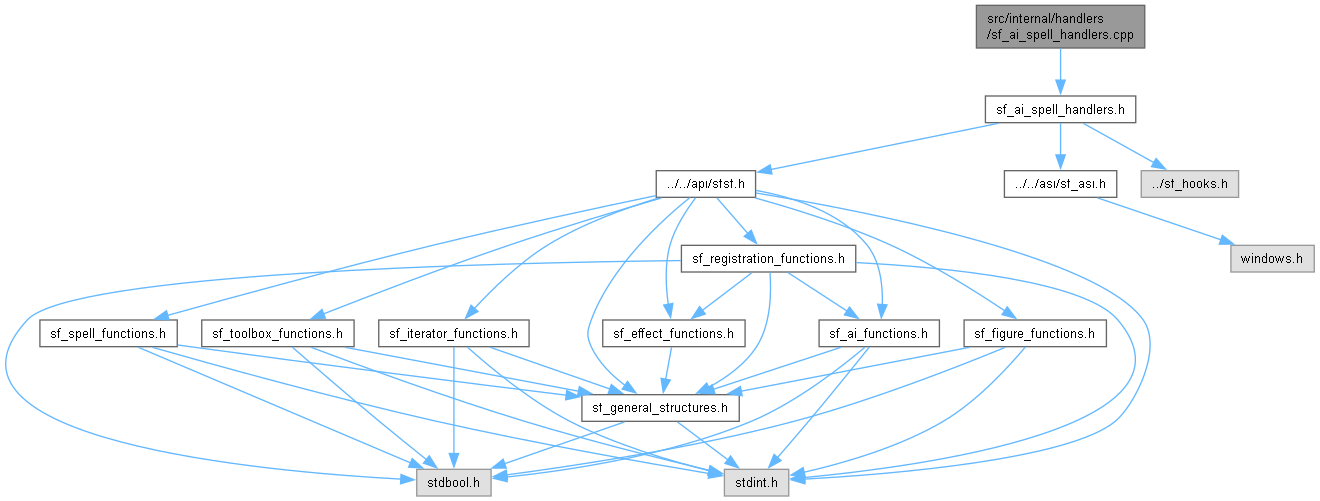 src/internal/handlers
/sf_ai_spell_handlers.cpp
sf_ai_spell_handlers.h
../../api/sfsf.h
../../asi/sf_asi.h
../sf_hooks.h
sf_registration_functions.h
windows.h
sf_spell_functions.h
sf_toolbox_functions.h
sf_iterator_functions.h
sf_effect_functions.h
sf_ai_functions.h
sf_figure_functions.h
sf_general_structures.h
stdbool.h
stdint.h